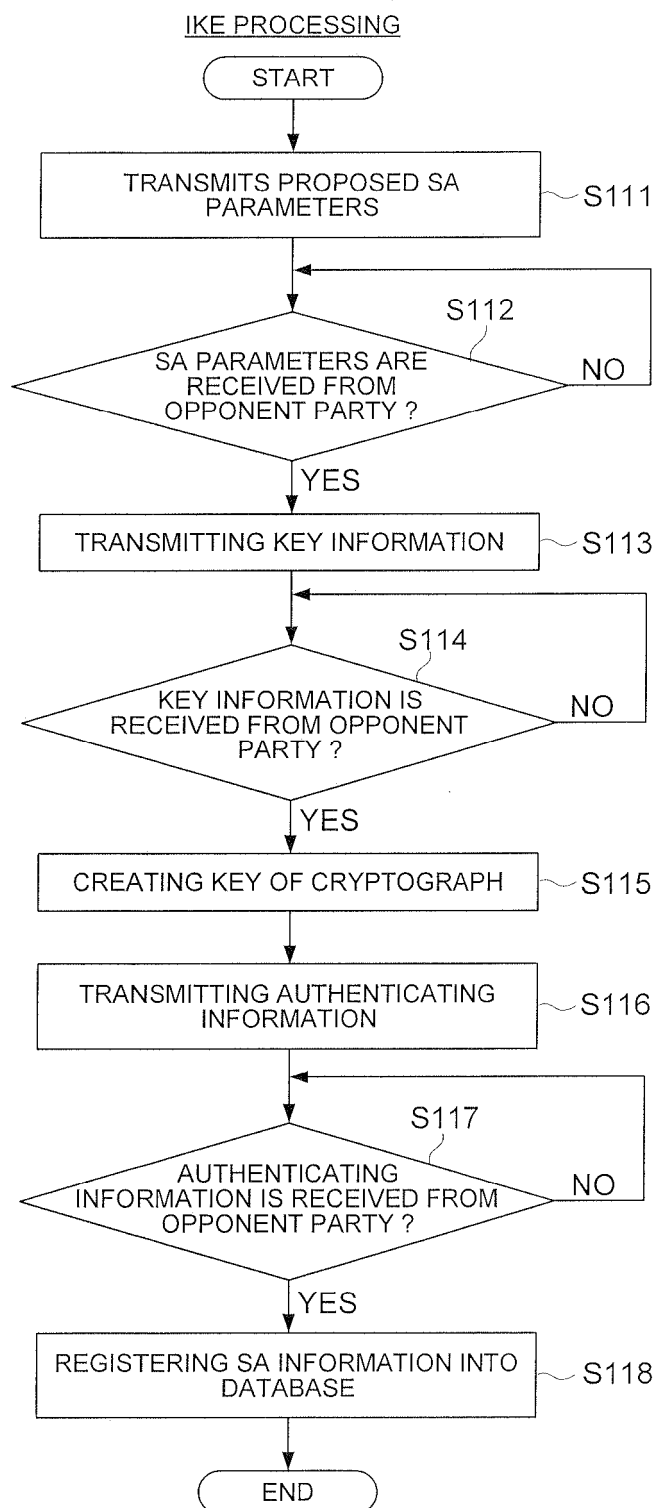 IKE PROCESSING
START
TRANSMITS PROPOSED SA
PARAMETERS
S111
S112
SA PARAMETERS ARE
RECEIVED FROM
OPPONENT PARTY ?
NO
YES
TRANSMITTING KEY INFORMATION
S113
S114
KEY INFORMATION IS
RECEIVED FROM OPPONENT
PARTY ?
NO
YES
CREATING KEY OF CRYPTOGRAPH
S115
TRANSMITTING AUTHENTICATING
INFORMATION
S116
S117
AUTHENTICATING
INFORMATION IS RECEIVED FROM
OPPONENT PARTY ?
NO
YES
REGISTERING SA INFORMATION INTO
DATABASE
S118
END